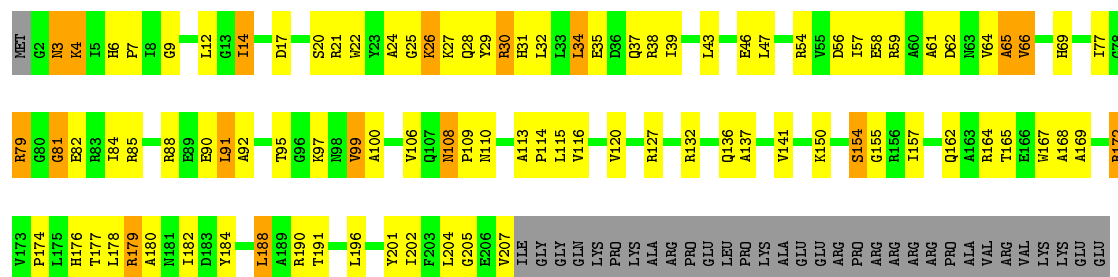 MET G2 N3 K4 I5 H6 P7 I8 G9 L12 G13 I14 D17 S20 R21 W22 Y23 A24 G25 K26 K27 Q28 Y29 R30 H31 L32 L33 L34 E35 D36 Q37 R38 I39 L43 E46 L47 R54 V55 D56 I57 E58 R59 A60 A61 D62 N63 V64 A65 V66 H69 I77 G78
R79 G80 G81 E82 R83 I84 R85 R88 E89 E90 L91 A92 T95 G96 K97 N98 V99 A100 V106 Q107 N108 P109 N110 A113 P114 L115 V116 V120 R127 R132 Q136 A137 V141 K150 S154 G155 R156 I157 Q162 A163 R164 T165 E166 W167 A168 A169 R172
V173 P174 L175 H176 T177 L178 R179 A180 N181 I182 D183 Y184 L188 A189 R190 T191 L196 Y201 I202 F203 L204 G205 E206 V207 ILE GLY GLY GLN LYS PRO LYS ALA ARG PRO GLU LEU PRO LYS ALA GLU GLU ARG PRO ARG ARG ARG ARG PRO ALA VAL ARG VAL LYS LYS GLU GLU